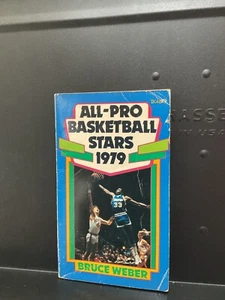 ALL-PRO
BASKETBALL
STARS
1979
33
BRUCE WEBER